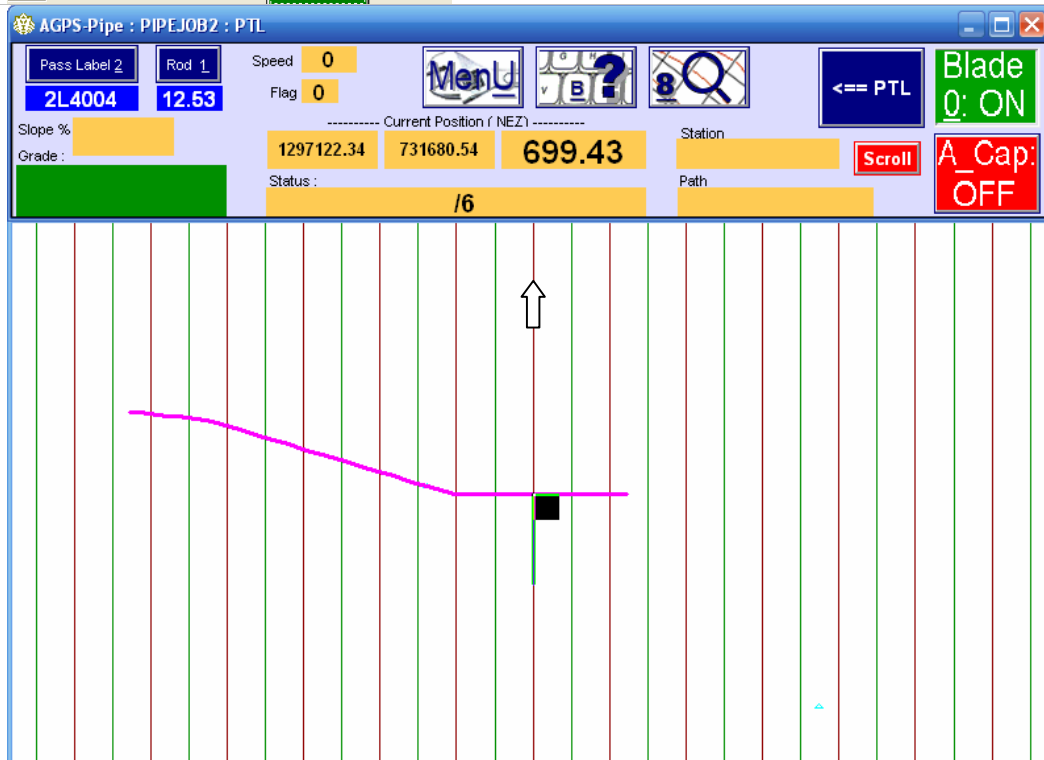 AGPS-Pipe : PIPEJOB2 : PTL
Pass Label 2
Rod 1
2L4004
12.53
Speed 0
Flag 0
MenU
G H
V B ?
8
<== PTL
Blade
0: ON
Slope %
Grade :
--------- Current Position ( NEZ) ---------
1297122.34 731680.54 699.43
Status :
/6
Station
Scroll
Path
A_Cap:
OFF